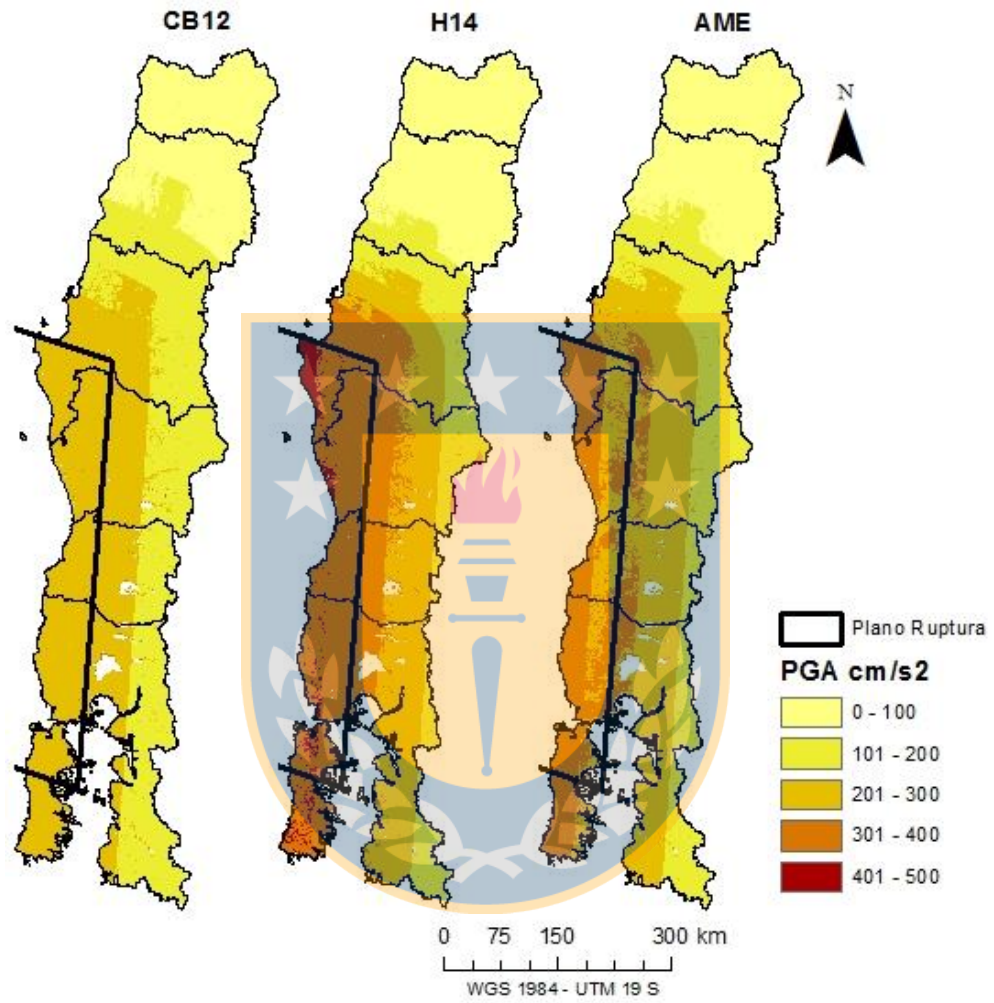 CB12
H14
AME
N
Plano Ruptura
PGA cm/s2
0 - 100
101 - 200
201 - 300
301 - 400
401 - 500
0 75 150 300 km
WGS 1984 - UTM 19 S